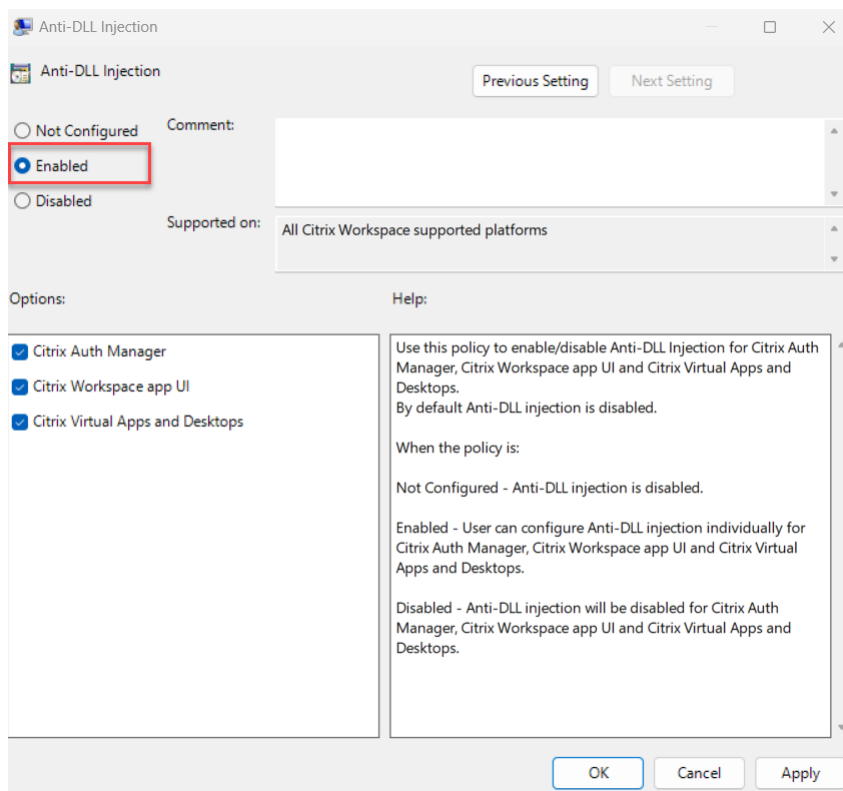 Anti-DLL Injection
Anti-DLL Injection
Previous Setting
Next Setting
Not Configured
Comment:
Enabled
Disabled
Supported on:
All Citrix Workspace supported platforms
Options:
Help:
Citrix Auth Manager
Citrix Workspace app UI
Citrix Virtual Apps and Desktops
Use this policy to enable/disable Anti-DLL Injection for Citrix Auth
Manager, Citrix Workspace app UI and Citrix Virtual Apps and
Desktops.
By default Anti-DLL injection is disabled.
When the policy is:
Not Configured - Anti-DLL injection is disabled.
Enabled - User can configure Anti-DLL injection individually for
Citrix Auth Manager, Citrix Workspace app UI and Citrix Virtual
Apps and Desktops.
Disabled - Anti-DLL injection will be disabled for Citrix Auth
Manager, Citrix Workspace app UI and Citrix Virtual Apps and
Desktops.
OK
Cancel
Apply